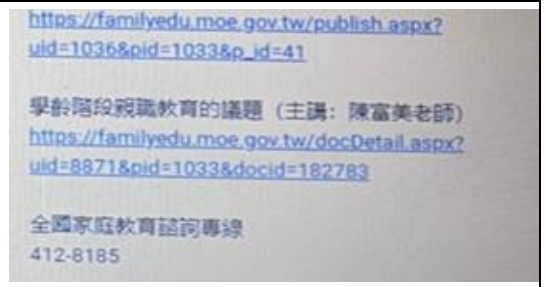 https://familyedu.moe.gov.tw/publish.aspx?
uid=1036&pid=1033&p_id=41
學齡階段親職教育的議題（主講：陳富美老師）
https://familyedu.moe.gov.tw/docDetail.aspx?
uid=8871&pid=1033&docid=182783
全國家庭教育諮詢專線
412-8185